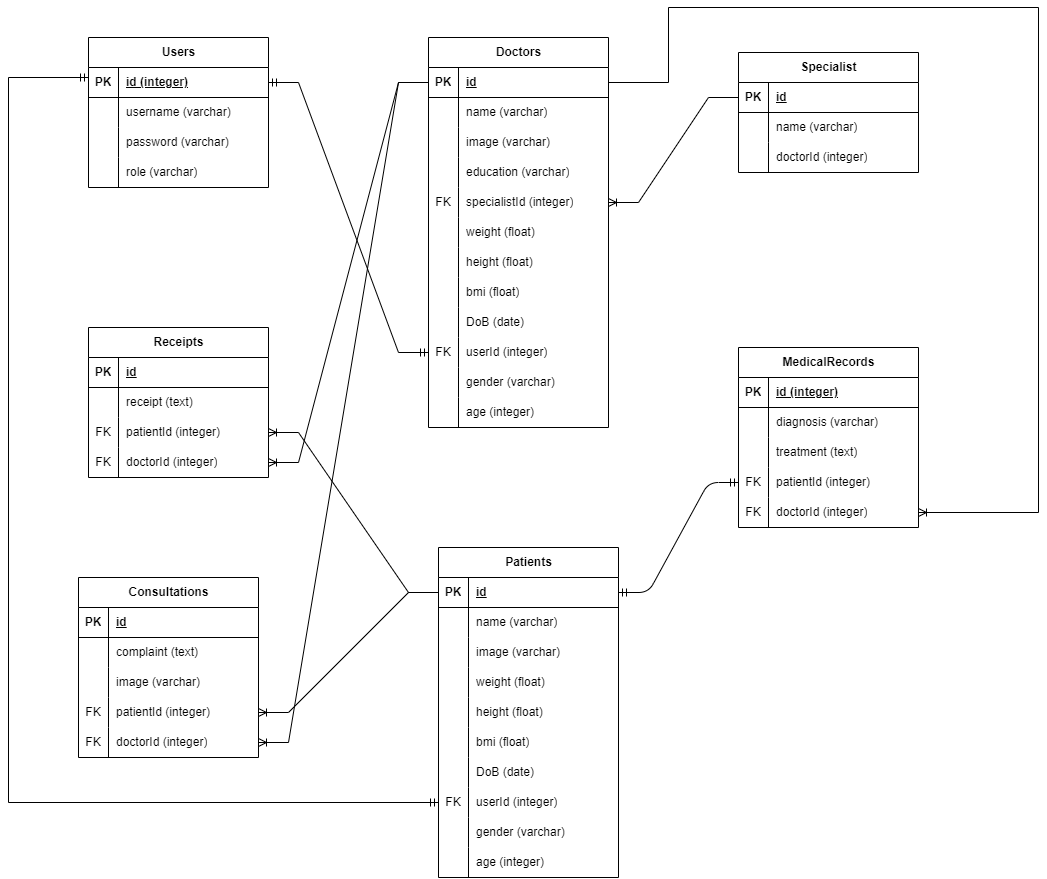 Users
PK id (integer)
username (varchar)
password (varchar)
role (varchar)
Doctors
PK id
name (varchar)
image (varchar)
education (varchar)
FK specialistId (integer)
weight (float)
height (float)
bmi (float)
DoB (date)
FK userId (integer)
gender (varchar)
age (integer)
Specialist
PK id
name (varchar)
doctorId (integer)
Receipts
PK id
receipt (text)
FK patientId (integer)
FK doctorId (integer)
MedicalRecords
PK id (integer)
diagnosis (varchar)
treatment (text)
FK patientId (integer)
FK doctorId (integer)
Consultations
PK id
complaint (text)
image (varchar)
FK patientId (integer)
FK doctorId (integer)
Patients
PK id
name (varchar)
image (varchar)
weight (float)
height (float)
bmi (float)
DoB (date)
FK userId (integer)
gender (varchar)
age (integer)